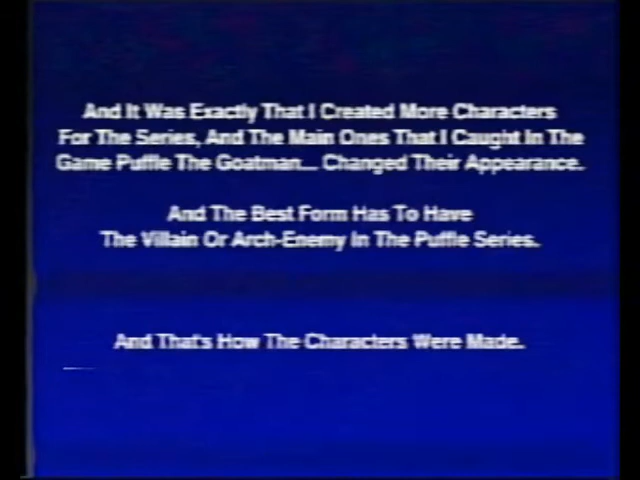 And It Was Exactly That I Created More Characters
For The Series, And The Main Ones That I Caught In The
Game Puffle The Goatman... Changed Their Appearance.
And The Best Form Has To Have
The Villain Or Arch-Enemy In The Puffle Series.
And That's How The Characters Were Made.